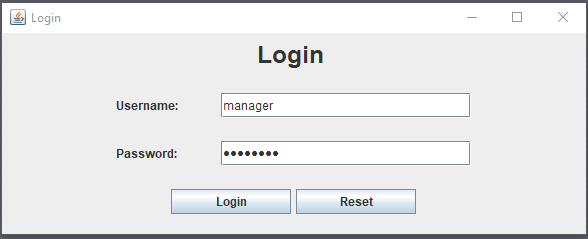 Login
Login
Username: manager
Password: ••••••••
Login Reset